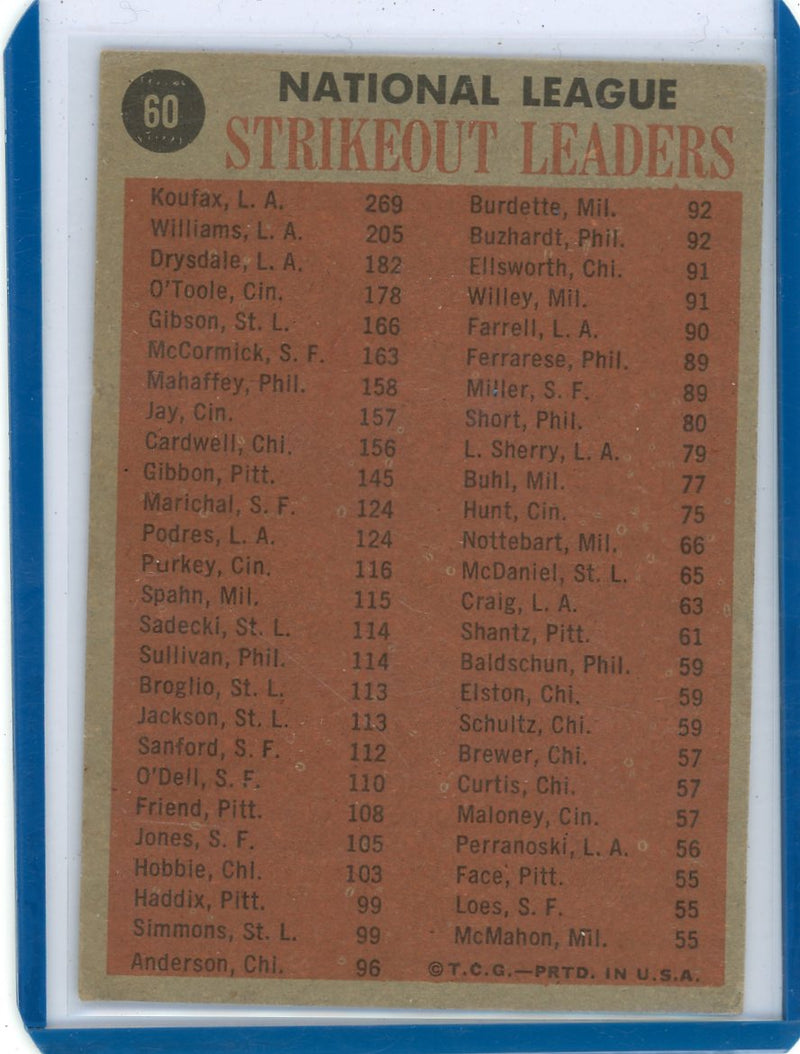 60
NATIONAL LEAGUE
STRIKEOUT LEADERS
Koufax, L. A. 269
Williams, L. A. 205
Drysdale, L. A. 182
O'Toole, Cin. 178
Gibson, St. L. 166
McCormick, S. F. 163
Mahaffey, Phil. 158
Jay, Cin. 157
Cardwell, Chi. 156
Gibbon, Pitt. 145
Marichal, S. F. 124
Podres, L. A. 124
Purkey, Cin. 116
Spahn, Mil. 115
Sadecki, St. L. 114
Sullivan, Phil. 114
Broglio, St. L. 113
Jackson, St. L. 113
Sanford, S. F. 112
O'Dell, S. F. 110
Friend, Pitt. 108
Jones, S. F. 105
Hobbie, Chi. 103
Haddix, Pitt. 99
Simmons, St. L. 99
Anderson, Chi. 96
Burdette, Mil. 92
Buzhardt, Phil. 92
Ellsworth, Chi. 91
Willey, Mil. 91
Farrell, L. A. 90
Ferrarese, Phil. 89
Miller, S. F. 89
Short, Phil. 80
L. Sherry, L. A. 79
Buhl, Mil. 77
Hunt, Cin. 75
Nottebart, Mil. 66
McDaniel, St. L. 65
Craig, L. A. 63
Shantz, Pitt. 61
Baldschun, Phil. 59
Elston, Chi. 59
Schultz, Chi. 59
Brewer, Chi. 57
Curtis, Chi. 57
Maloney, Cin. 57
Perranoski, L. A. 56
Face, Pitt. 55
Loes, S. F. 55
McMahon, Mil. 55
©T.C.G.—PRTD. IN U.S.A.